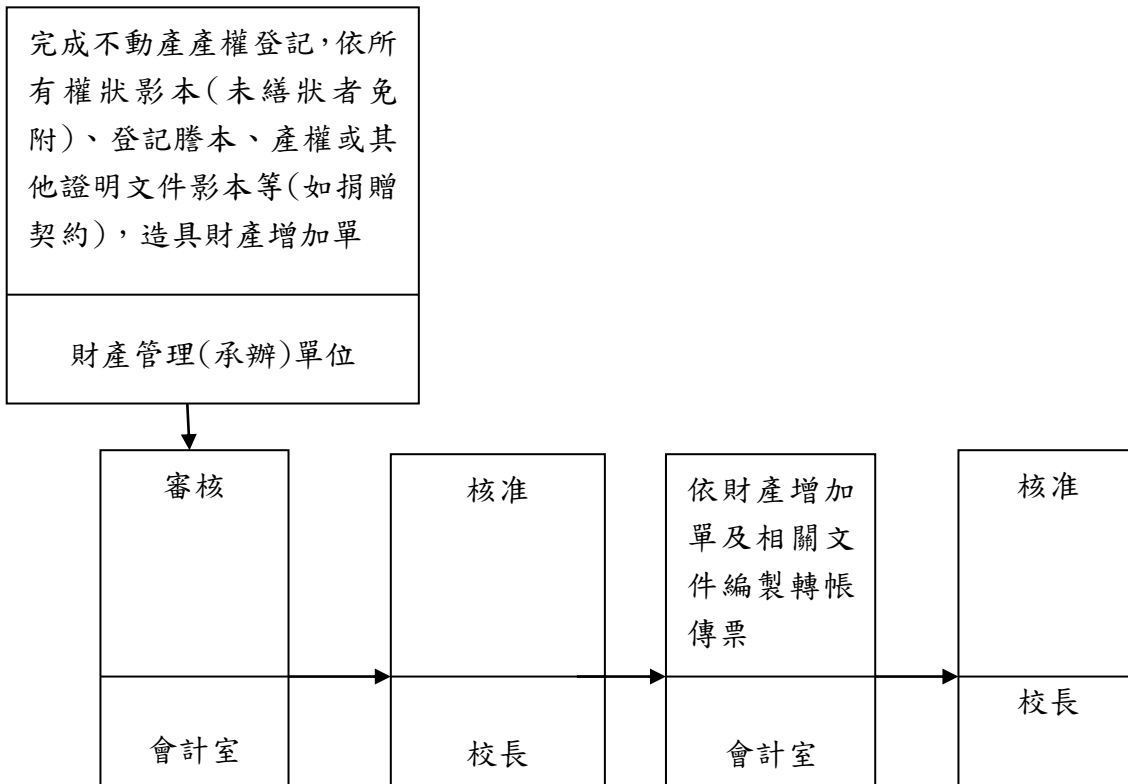 完成不動產產權登記，依所
有權狀影本(未繕狀者免
附)、登記謄本、產權或其
他證明文件影本等(如捐贈
契約)，造具財產增加單
財產管理(承辦)單位
審核
會計室
核准
校長
依財產增加
單及相關文
件編製轉帳
傳票
會計室
核准
校長